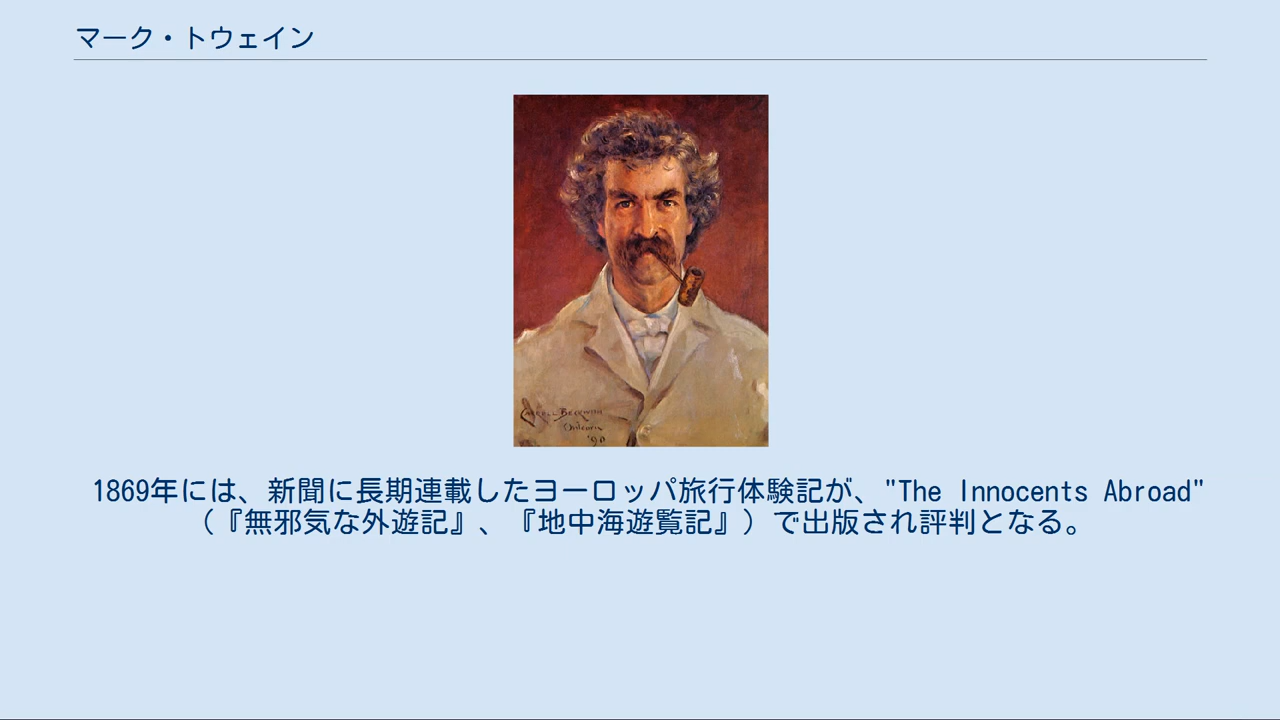 マーク・トウェイン
Carroll Beckwith
'90
1869年には、新聞に長期連載したヨーロッパ旅行体験記が、"The Innocents Abroad"
（『無邪気な外遊記』、『地中海遊覧記』）で出版され評判となる。